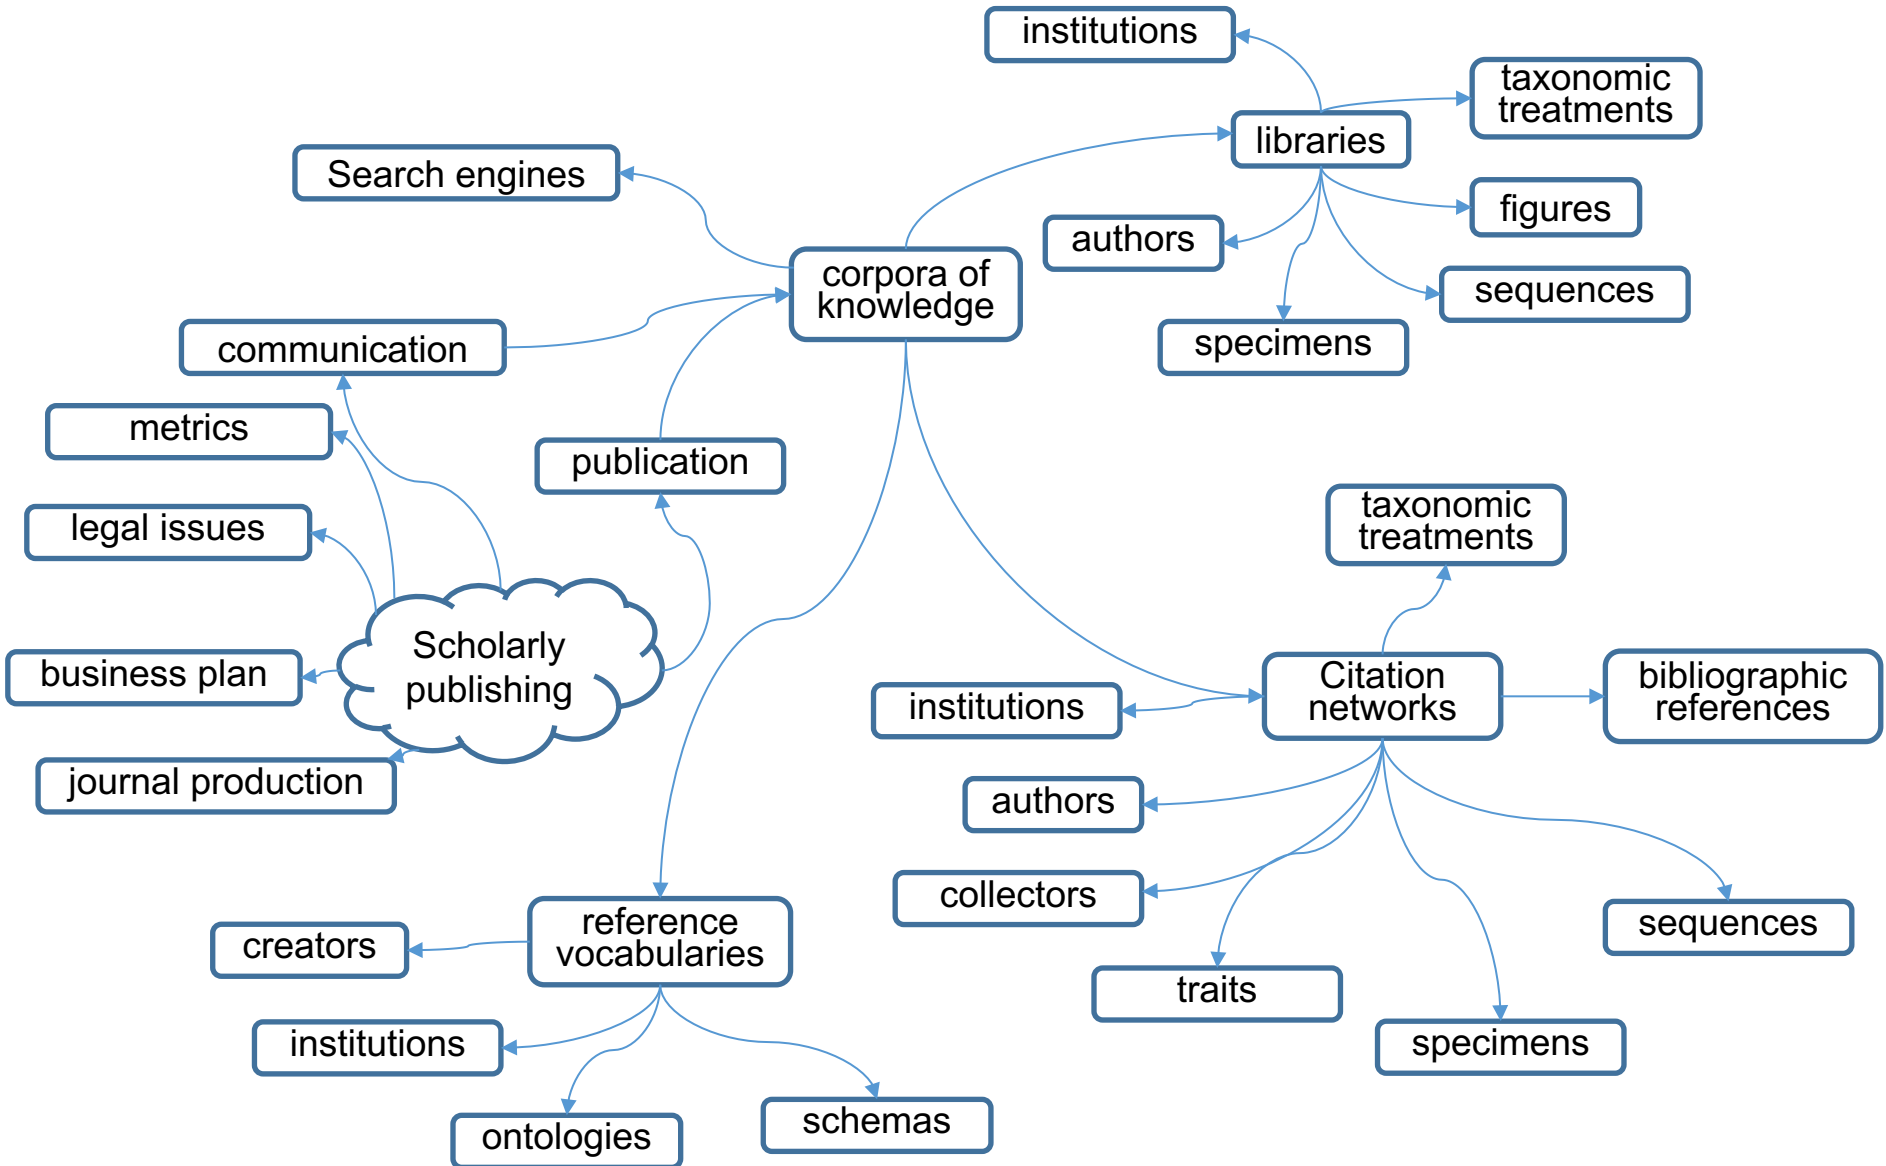 institutions
taxonomic
treatments
libraries
Search engines
figures
authors
corpora of
knowledge
sequences
specimens
communication
metrics
publication
legal issues
taxonomic
treatments
Scholarly
publishing
business plan
Citation
networks
bibliographic
references
institutions
journal production
authors
collectors
reference
vocabularies
sequences
creators
traits
institutions
specimens
schemas
ontologies